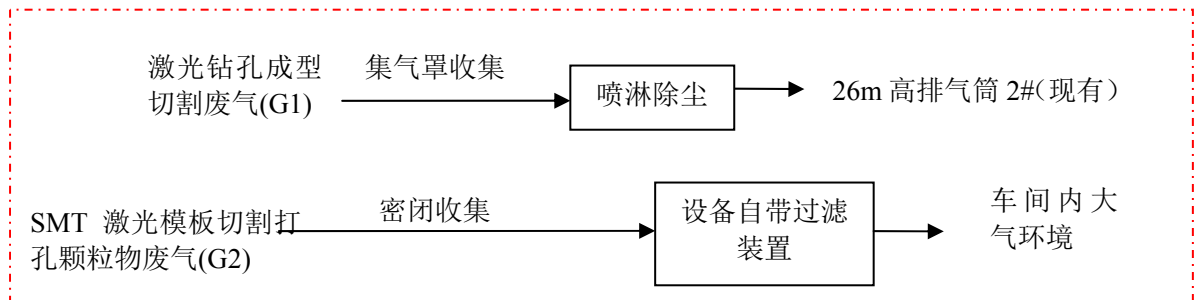 激光钻孔成型
切割废气(G1)
集气罩收集
喷淋除尘
26m 高排气筒 2#（现有）
SMT 激光模板切割打
孔颗粒物废气(G2)
密闭收集
设备自带过滤
装置
车间内大
气环境